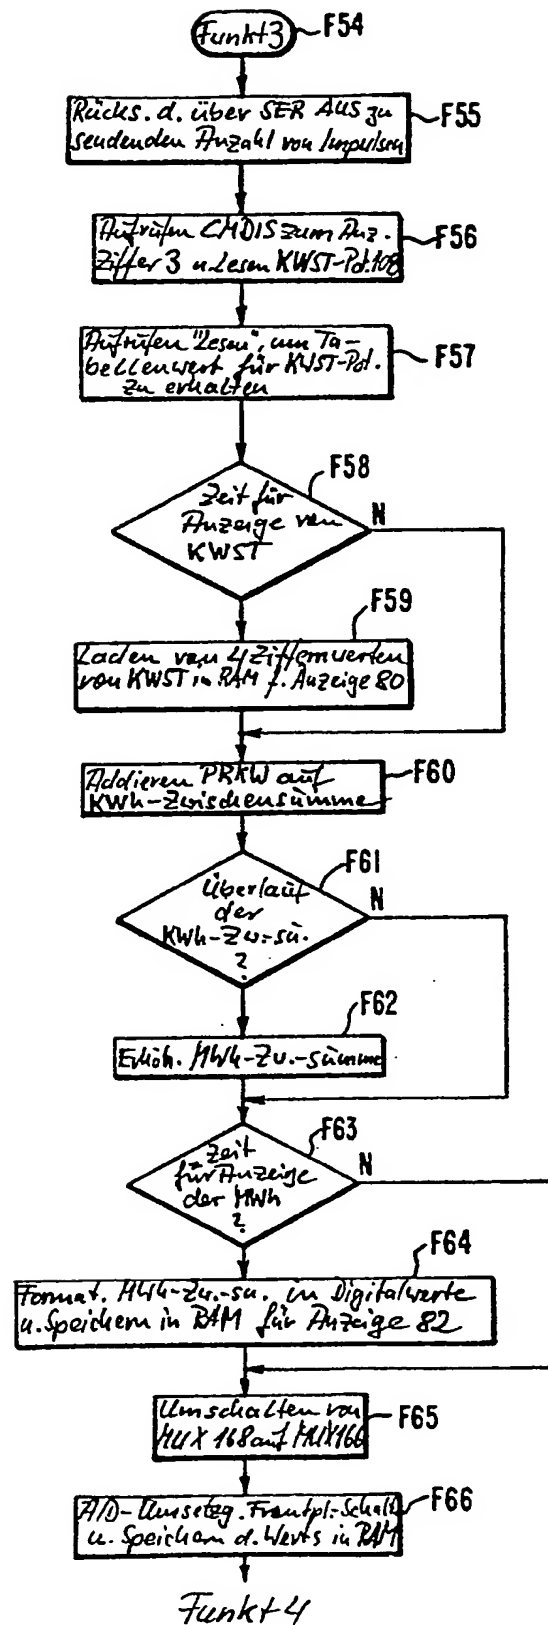 Funkt 3
F54
Rücks. d. über SER AUS zu
sendenden Anzahl von Impulsen
F55
Aufrufen CMDIS zum Anz.
Ziffer 3 u. Lesen KWST-Pot. 108
F56
Aufrufen "Lesen", um Ta-
bellenwert für KWST-Pot.
zu erhalten
F57
F58
Zeit für
Anzeige von
KWST
N
F59
Laden von 4 Ziffernwerten
von KWST in RAM f. Anzeige 80
Addieren PRKW auf
KWh-Zwischensumme
F60
F61
Überlauf
der
KWh-Zw.-su.
?
N
F62
Erhöh. MWh-Zw.-summe
F63
Zeit
für Anzeige
der MWh
?
N
F64
Format. MWh-Zw.-su. in Digitalwerte
u. Speichern in RAM für Anzeige 82
Umschalten von
MUX 168 auf MUX 166
F65
A/D-Umsetzg. Frontpl.-Schalt
u. Speichern d. Werts in RAM
F66
Funkt 4